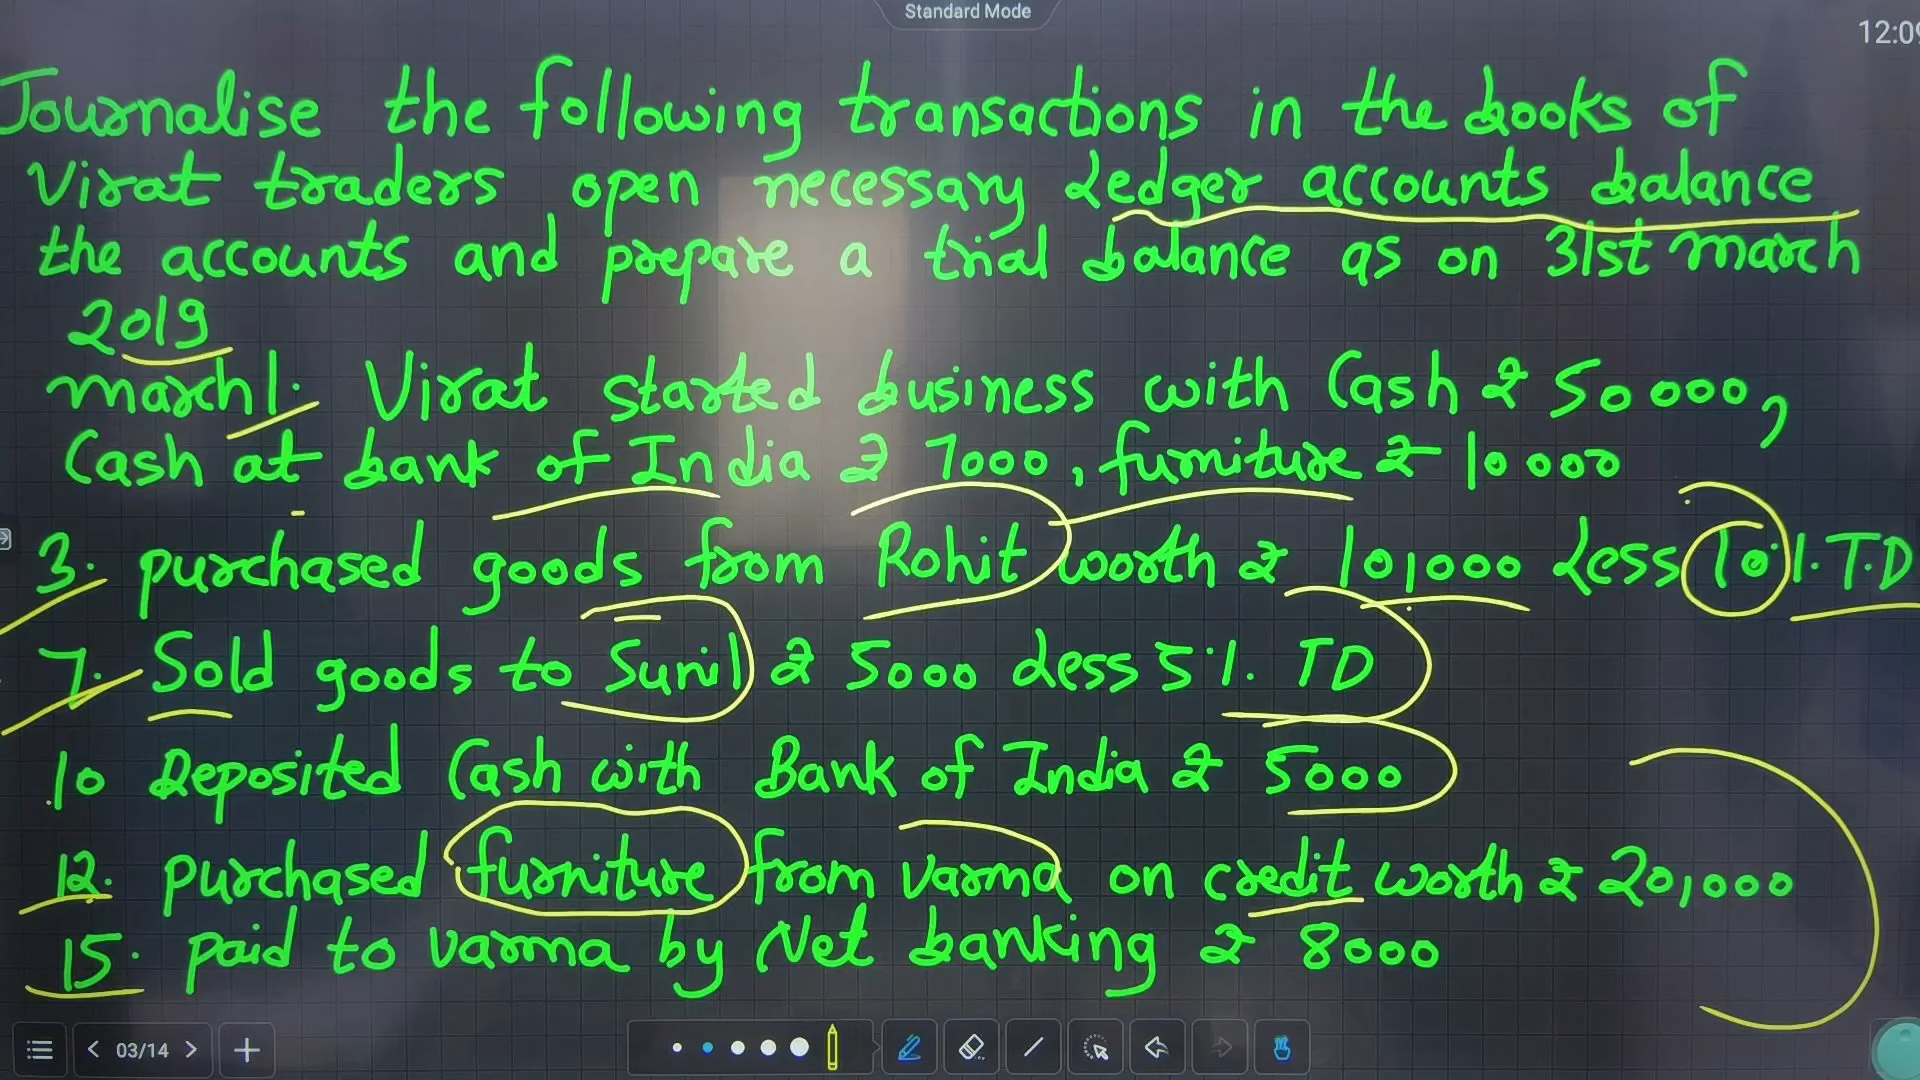 Standard Mode
12:09
Journalise the following transactions in the books of
Virat traders open necessary Ledger accounts balance
the accounts and prepare a trial balance as on 31st march
2019
march 1. Virat started business with Cash ₹ 50000,
Cash at bank of India ₹ 7000, furniture ₹ 10000
3. purchased goods from Rohit worth ₹ 10,000 Less 10%. T.D
7. Sold goods to Sunil ₹ 5000 Less 5%. TD
10 Deposited Cash with Bank of India ₹ 5000
12. purchased furniture from varma on credit worth ₹ 20,000
15. paid to varma by Net banking ₹ 8000
03/14